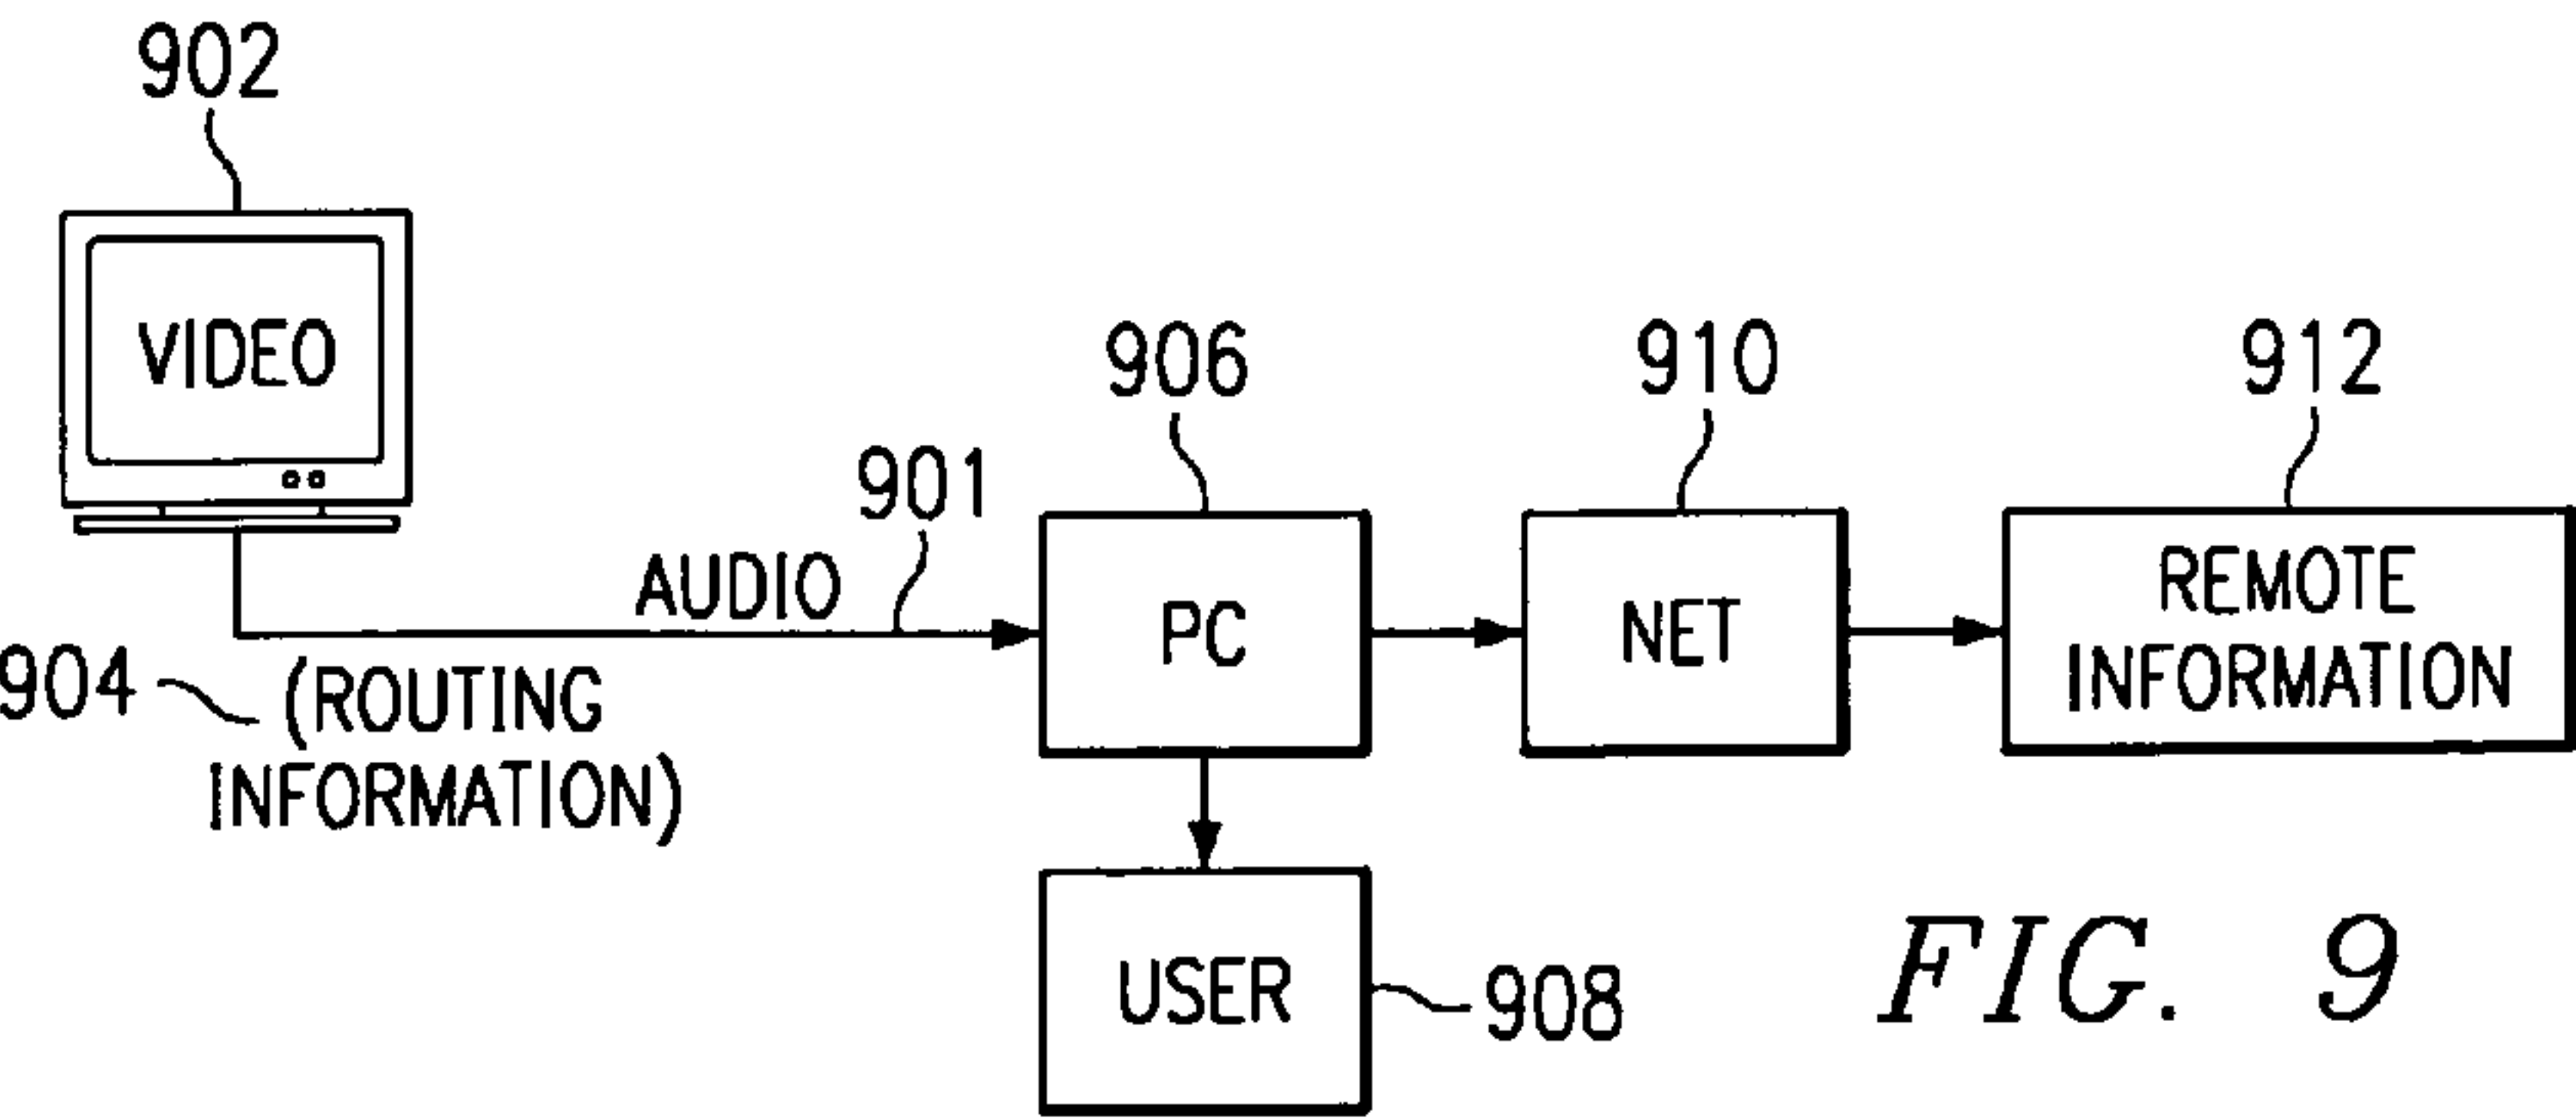 902
VIDEO
906
910
912
901
AUDIO
PC
NET
REMOTE
INFORMATION
904
(ROUTING
INFORMATION)
USER
908
FIG. 9